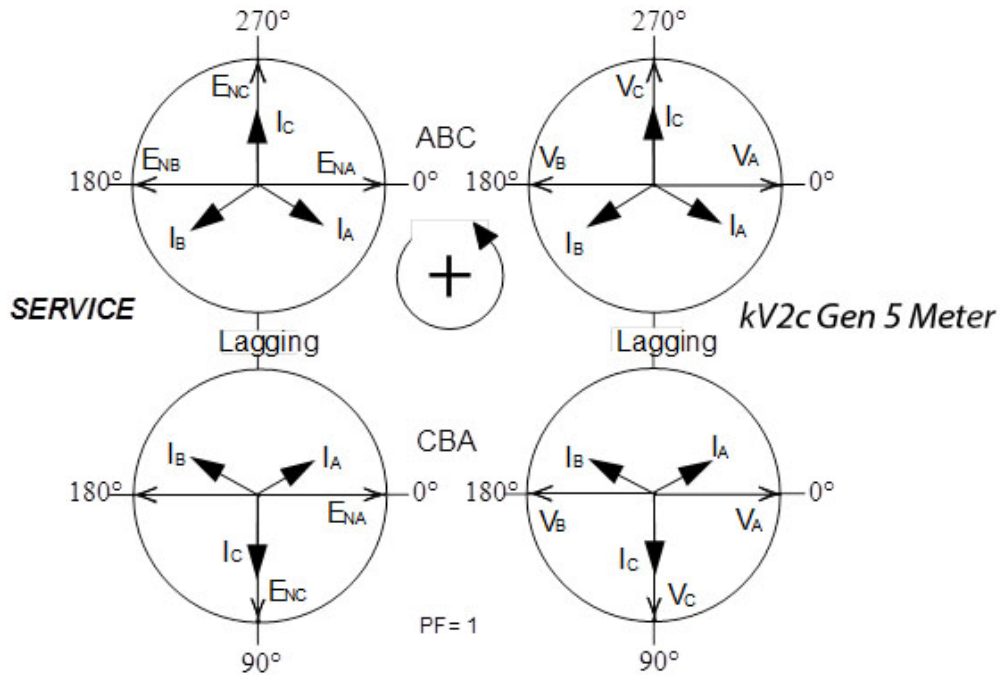 270° 270°
ENC VC
IC IC
ABC
ENB ENA VB VA
180° 0° 180° 0°
IB IA IB IA
SERVICE kV2c Gen 5 Meter
Lagging Lagging
CBA
IB IA IB IA
180° 0° 180° 0°
ENA VB VA
IC IC
ENC VC
PF= 1
90° 90°